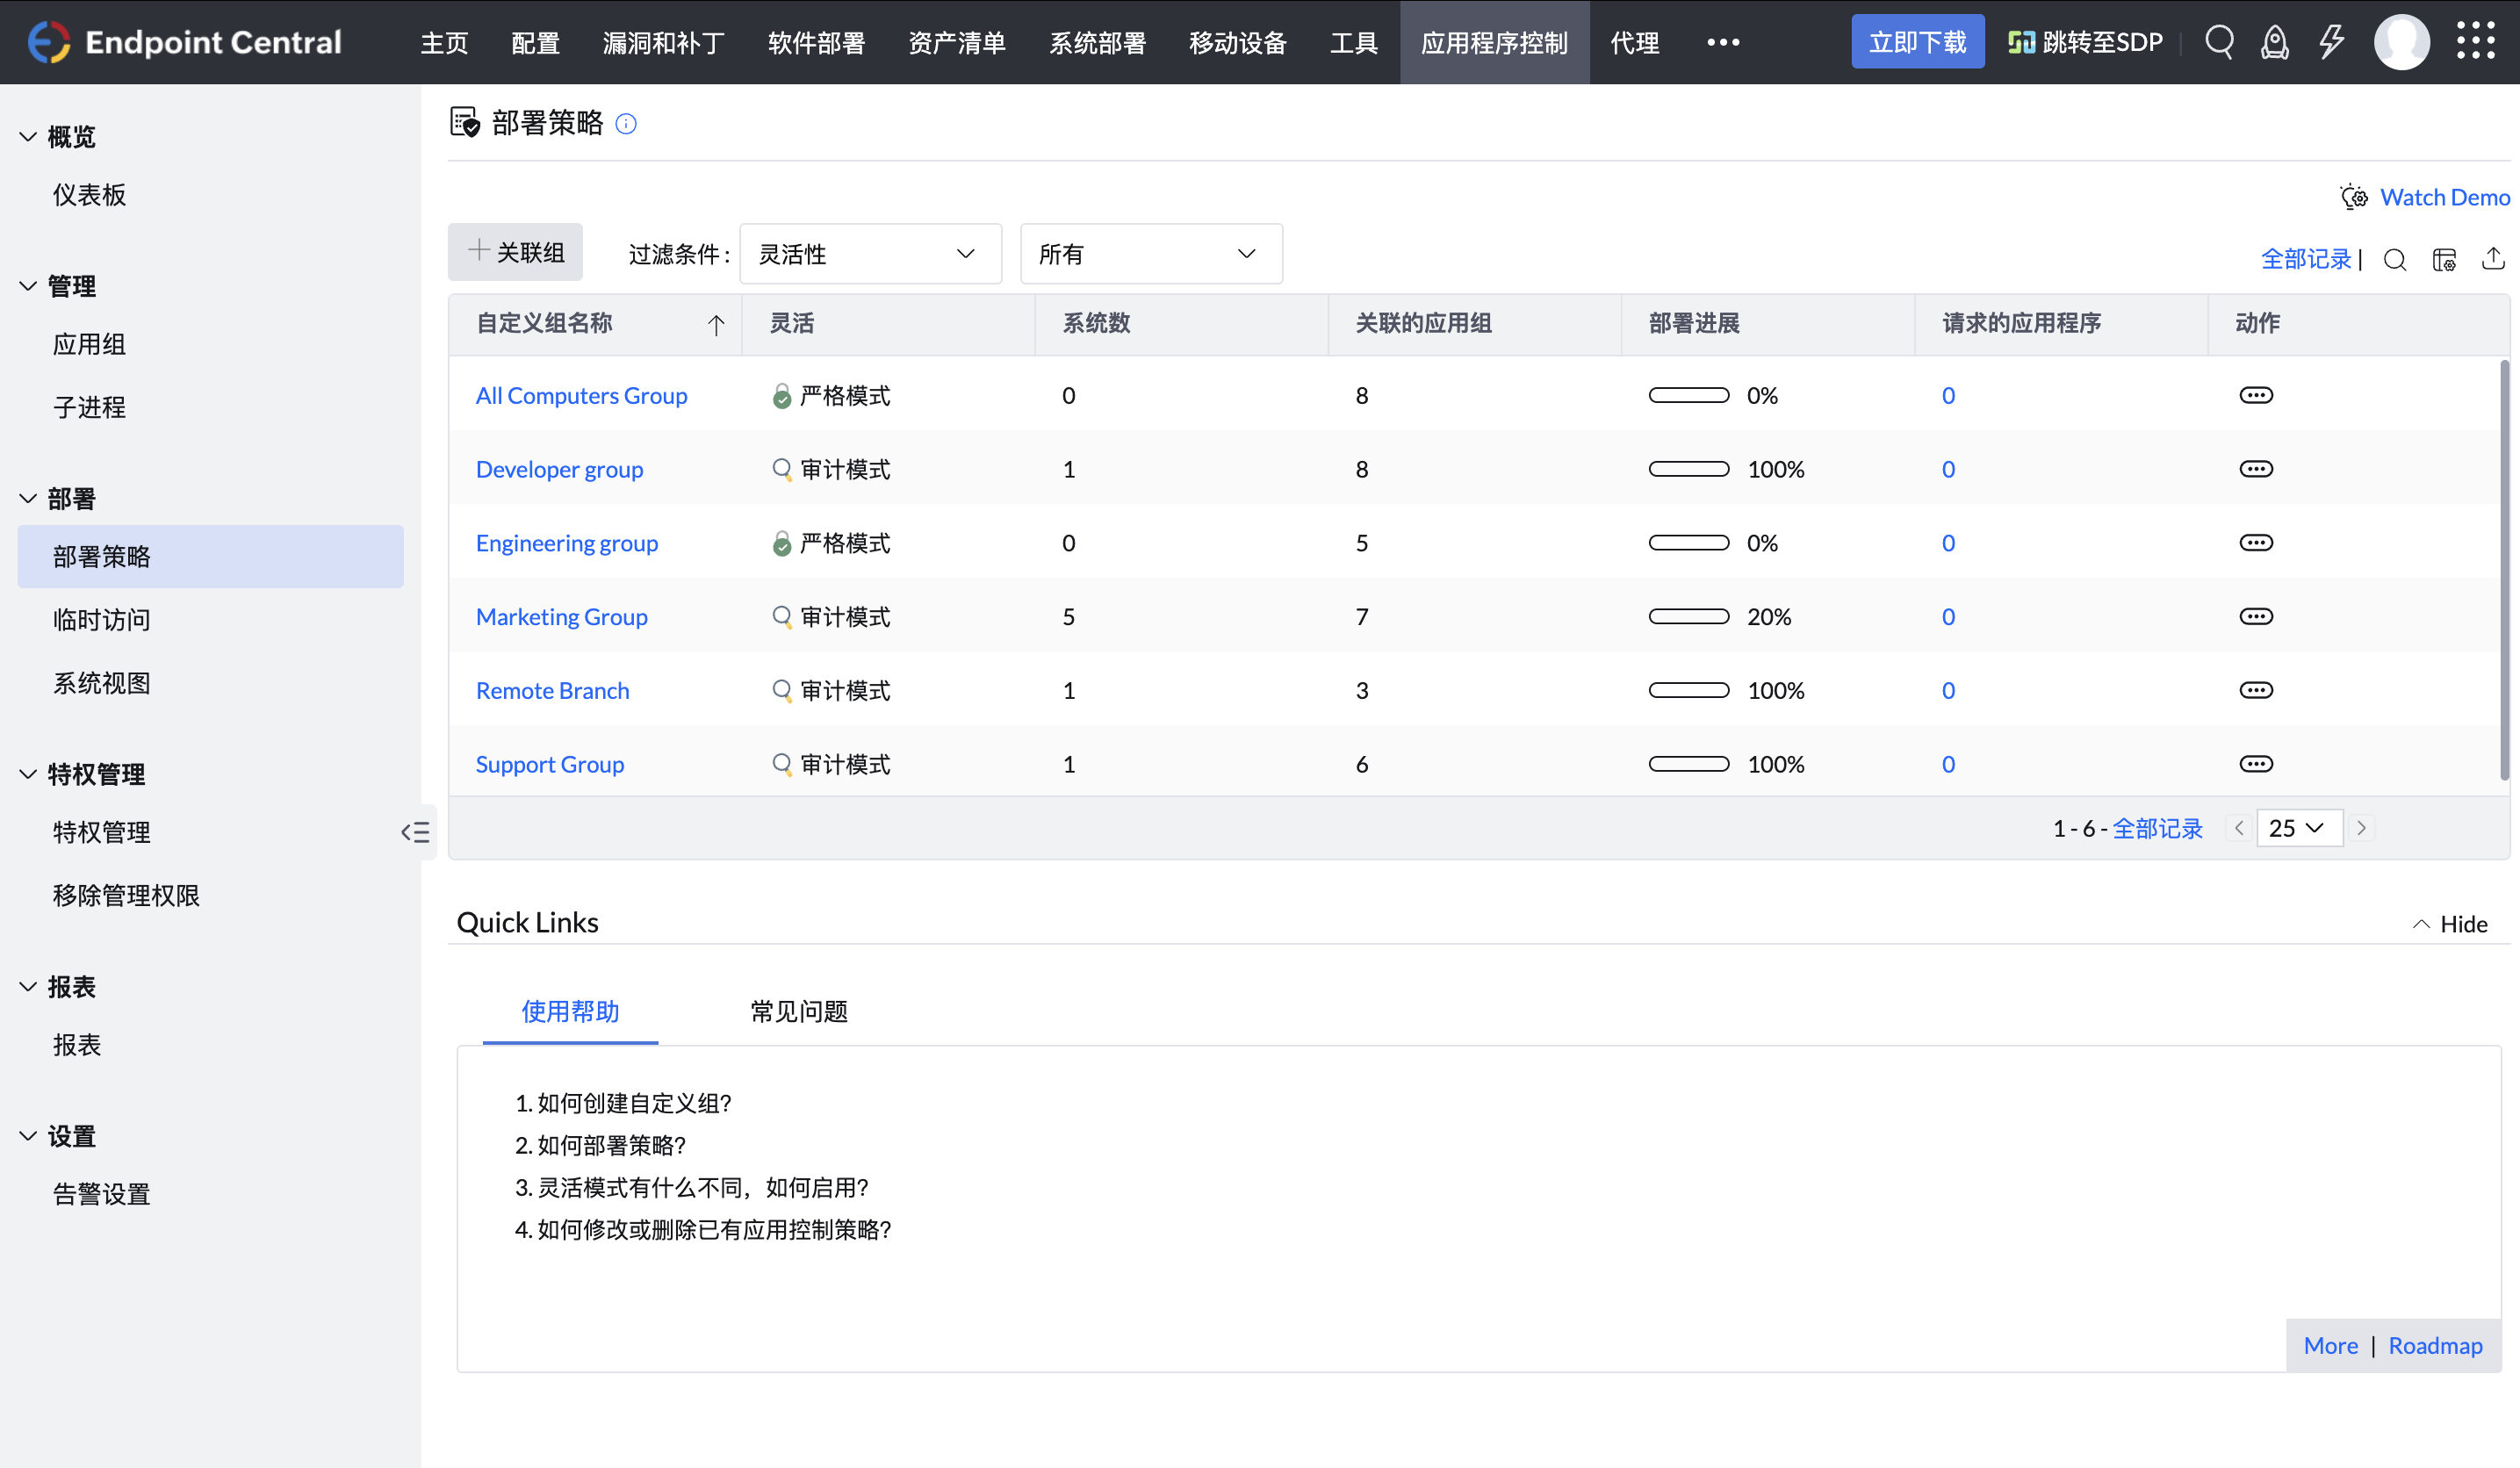 Endpoint Central 主页 配置 漏洞和补丁 软件部署 资产清单 系统部署 移动设备 工具 应用程序控制 代理 ••• 立即下载 跳转至SDP
概览
仪表板
管理
应用组
子进程
部署
部署策略
临时访问
系统视图
特权管理
特权管理
移除管理权限
报表
报表
设置
告警设置
部署策略
Watch Demo
关联组 过滤条件 : 灵活性 所有 全部记录 |
自定义组名称 灵活 系统数 关联的应用组 部署进展 请求的应用程序 动作
All Computers Group 严格模式 0 8 0% 0
Developer group 审计模式 1 8 100% 0
Engineering group 严格模式 0 5 0% 0
Marketing Group 审计模式 5 7 20% 0
Remote Branch 审计模式 1 3 100% 0
Support Group 审计模式 1 6 100% 0
1 - 6 - 全部记录 25
Quick Links Hide
使用帮助 常见问题
1. 如何创建自定义组?
2. 如何部署策略?
3. 灵活模式有什么不同，如何启用?
4. 如何修改或删除已有应用控制策略?
More | Roadmap